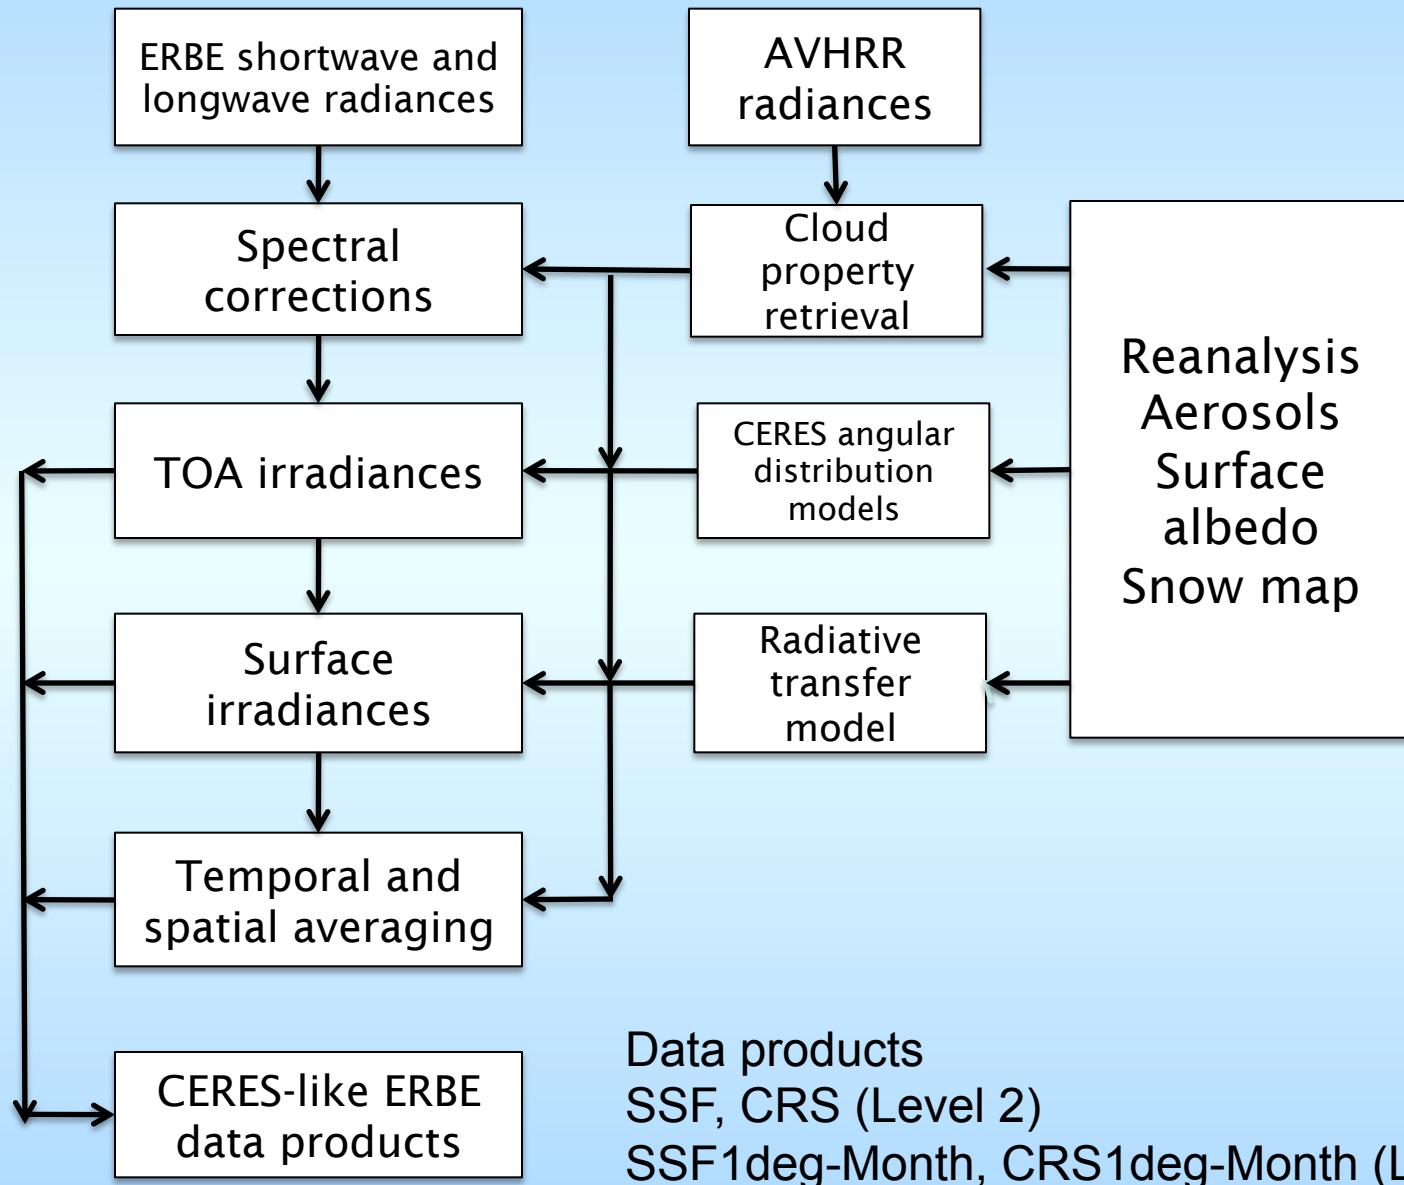 ERBE shortwave and
longwave radiances
AVHRR
radiances
Spectral
corrections
Cloud
property
retrieval
Reanalysis
Aerosols
Surface
albedo
Snow map
TOA irradiances
CERES angular
distribution
models
Surface
irradiances
Radiative
transfer
model
Temporal and
spatial averaging
CERES-like ERBE
data products
Data products
SSF, CRS (Level 2)
SSF1deg-Month, CRS1deg-Month (L